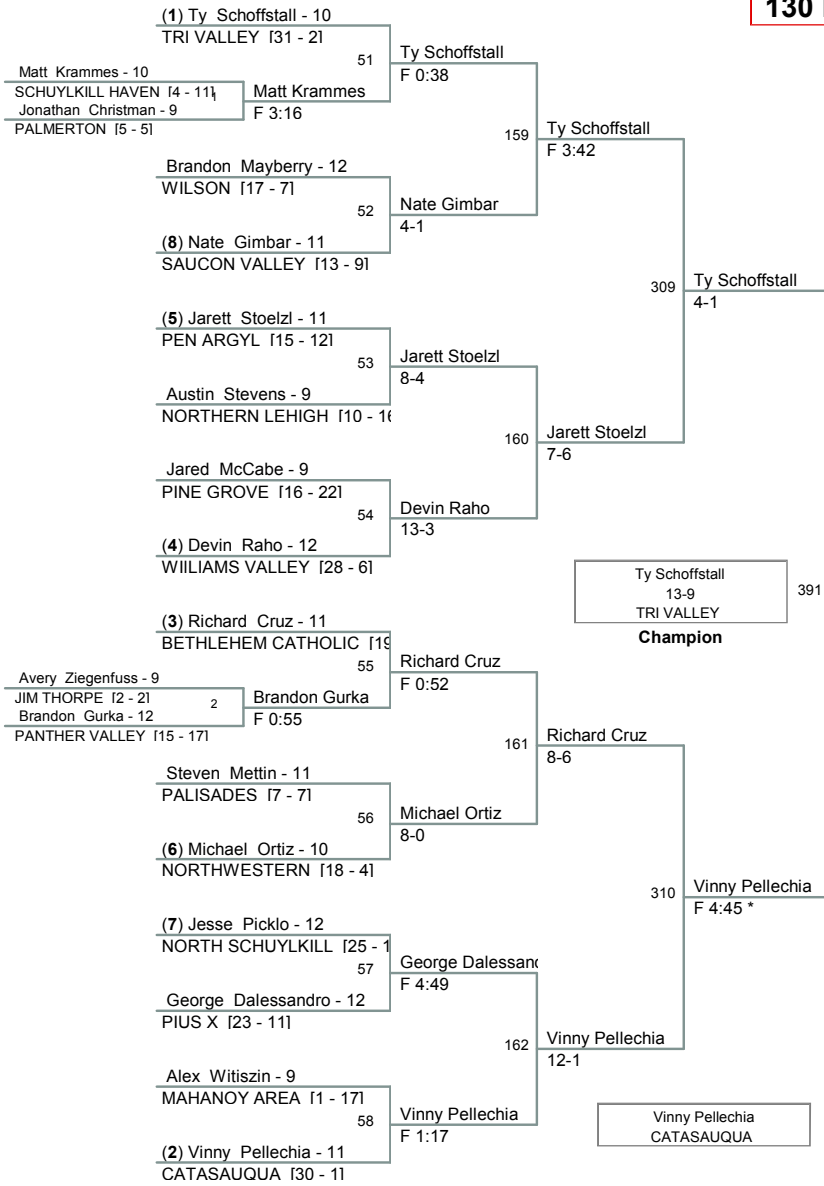 130
(1) Ty Schoffstall - 10
TRI VALLEY [31 - 2]
51
Ty Schoffstall
F 0:38
Matt Krammes - 10
SCHUYLKILL HAVEN [4 - 11]
1
Matt Krammes
F 3:16
Jonathan Christman - 9
PALMERTON [5 - 5]
159
Ty Schoffstall
F 3:42
Brandon Mayberry - 12
WILSON [17 - 7]
52
Nate Gimbar
4-1
(8) Nate Gimbar - 11
SAUCON VALLEY [13 - 9]
309
Ty Schoffstall
4-1
(5) Jarett Stoelzl - 11
PEN ARGYL [15 - 12]
53
Jarett Stoelzl
8-4
Austin Stevens - 9
NORTHERN LEHIGH [10 - 16
160
Jarett Stoelzl
7-6
Jared McCabe - 9
PINE GROVE [16 - 22]
54
Devin Raho
13-3
(4) Devin Raho - 12
WIILIAMS VALLEY [28 - 6]
Ty Schoffstall
13-9
TRI VALLEY
391
Champion
(3) Richard Cruz - 11
BETHLEHEM CATHOLIC [19
55
Richard Cruz
F 0:52
Avery Ziegenfuss - 9
JIM THORPE [2 - 2]
2
Brandon Gurka
F 0:55
Brandon Gurka - 12
PANTHER VALLEY [15 - 17]
161
Richard Cruz
8-6
Steven Mettin - 11
PALISADES [7 - 7]
56
Michael Ortiz
8-0
(6) Michael Ortiz - 10
NORTHWESTERN [18 - 4]
310
Vinny Pellechia
F 4:45 *
(7) Jesse Picklo - 12
NORTH SCHUYLKILL [25 - 1
57
George Dalessand
F 4:49
George Dalessandro - 12
PIUS X [23 - 11]
162
Vinny Pellechia
12-1
Alex Witiszin - 9
MAHANOY AREA [1 - 17]
58
Vinny Pellechia
F 1:17
(2) Vinny Pellechia - 11
CATASAUQUA [30 - 1]
Vinny Pellechia
CATASAUQUA